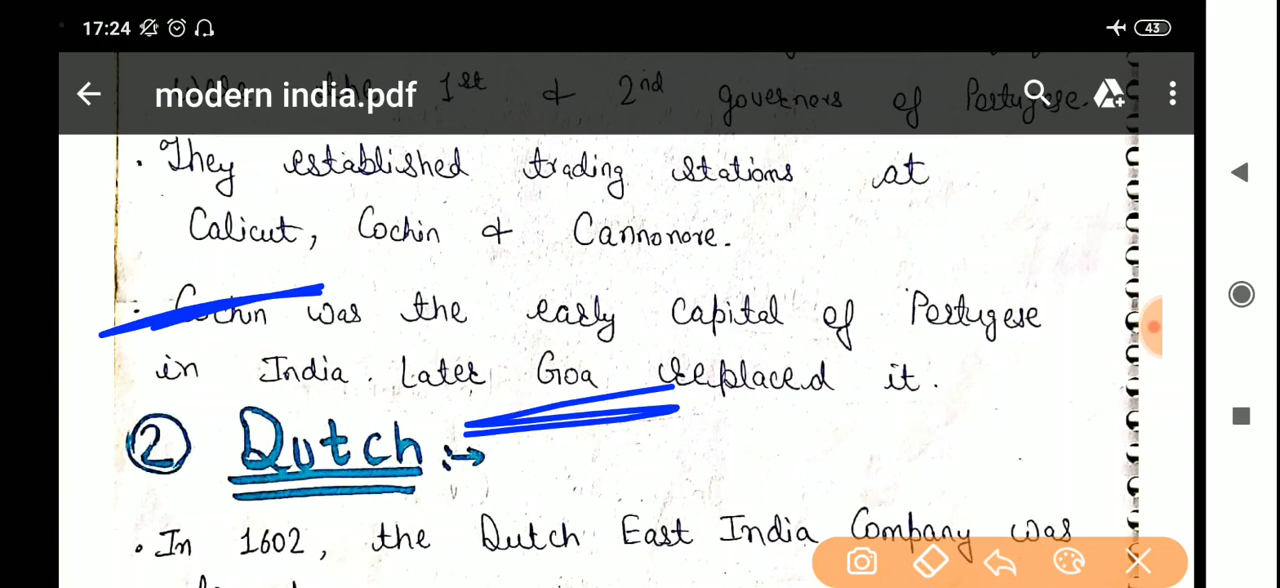 17:24
43
modern india.pdf
1st & 2nd governers of Portugese.
. They established trading stations at
Calicut, Cochin & Cannonore.
. Cochin was the early capital of Portugese
in India. Later Goa replaced it.
② Dutch :→
. In 1602, the Dutch East India Company was